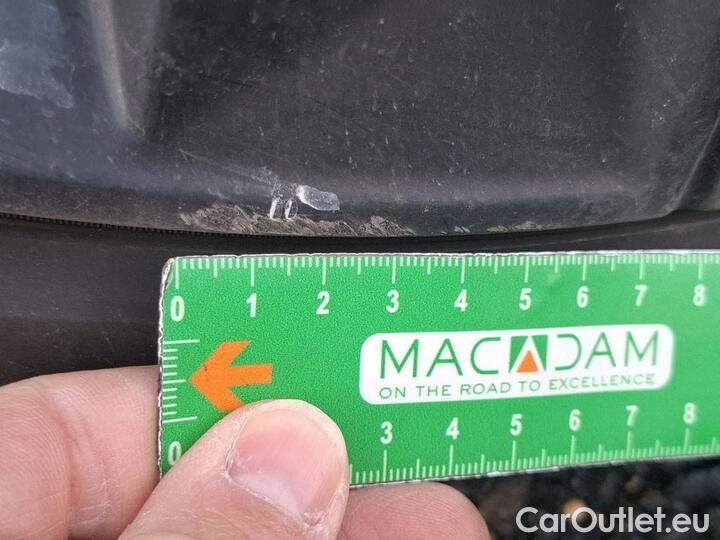 0 1 2 3 4 5 6 7 8
MACADAM
ON THE ROAD TO EXCELLENCE
0 3 4 5 6 7 8
CarOutlet.eu